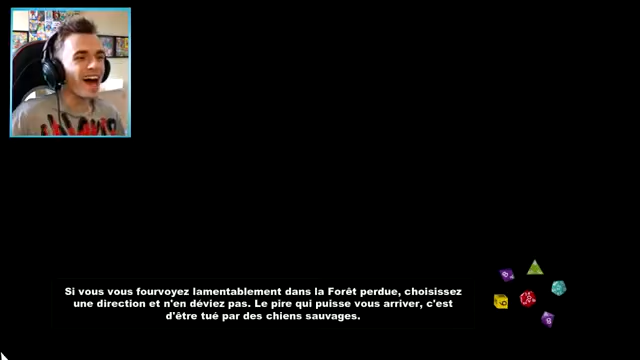 Si vous vous fourvoyez lamentablement dans la Forêt perdue, choisissez
une direction et n'en déviez pas. Le pire qui puisse vous arriver, c'est
d'être tué par des chiens sauvages.